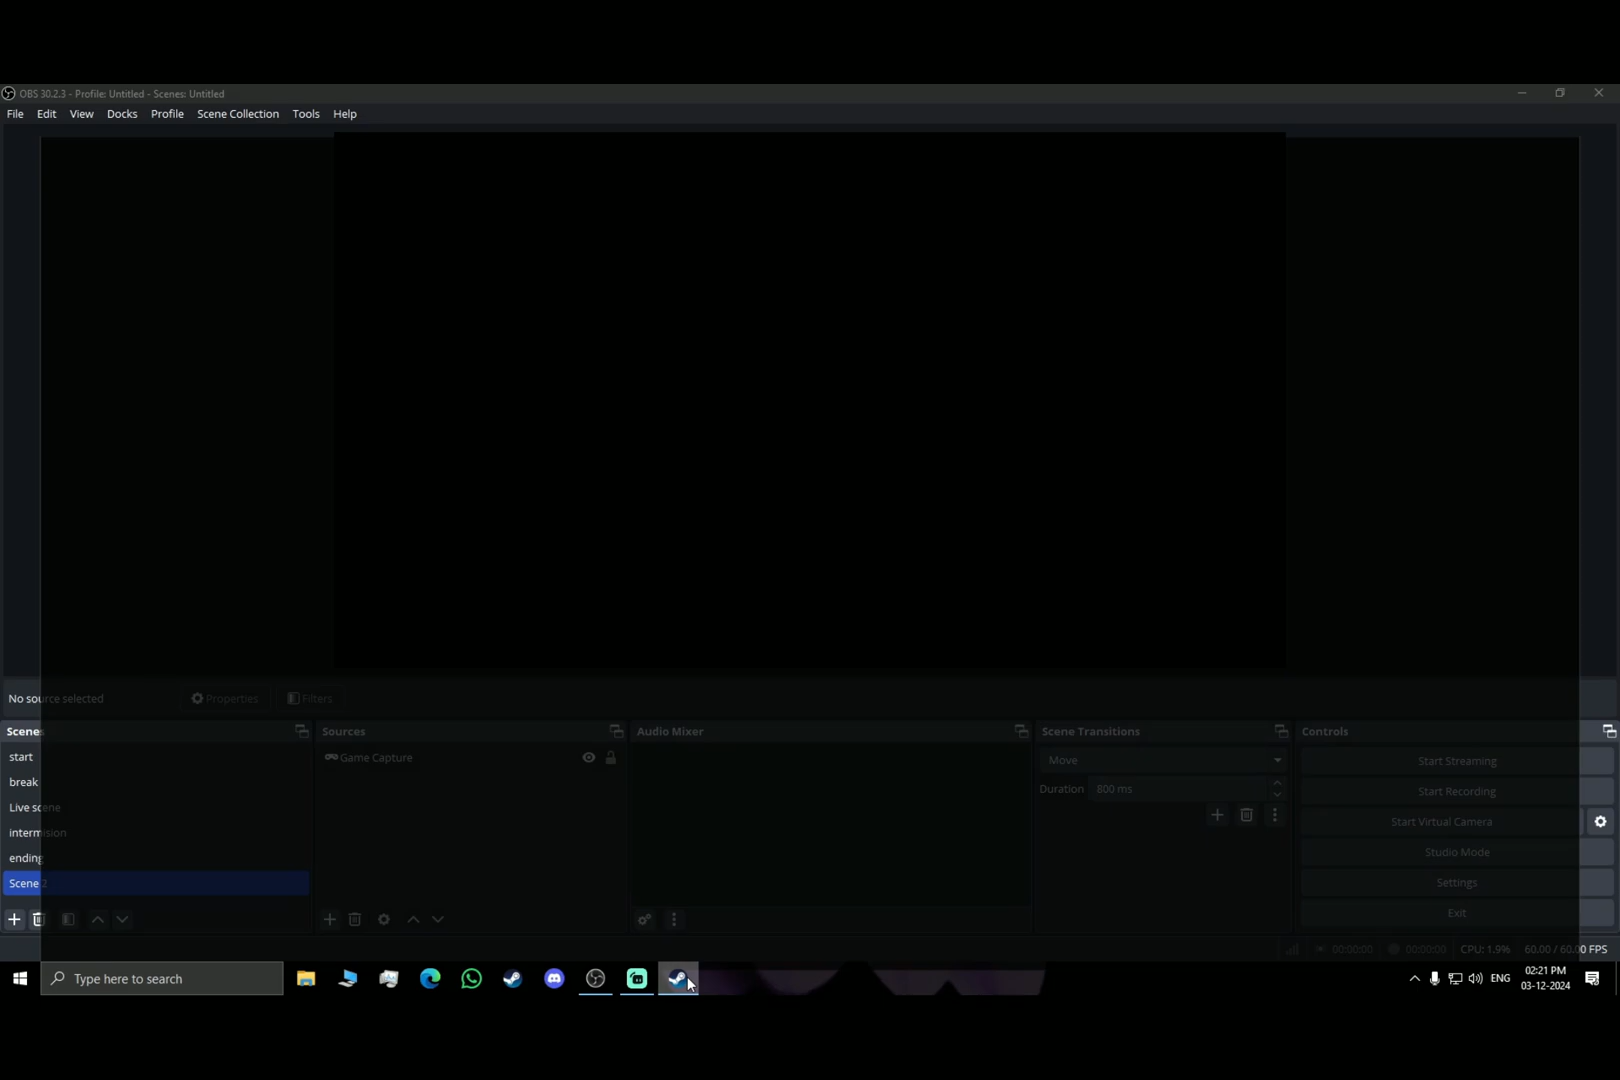 OBS 30.2.3 - Profile: Untitled - Scenes: Untitled
File Edit View Docks Profile Scene Collection Tools Help
No source selected Properties Filters
Scenes Sources Audio Mixer Scene Transitions Controls
start
break
Live scene
intermision
ending
Scene 2
Game Capture
Move
Duration 800 ms
Start Streaming
Start Recording
Start Virtual Camera
Studio Mode
Settings
Exit
00:00:00 00:00:00 CPU: 1.9% 60.00 / 60.00 FPS
Type here to search
ENG
02:21 PM
03-12-2024